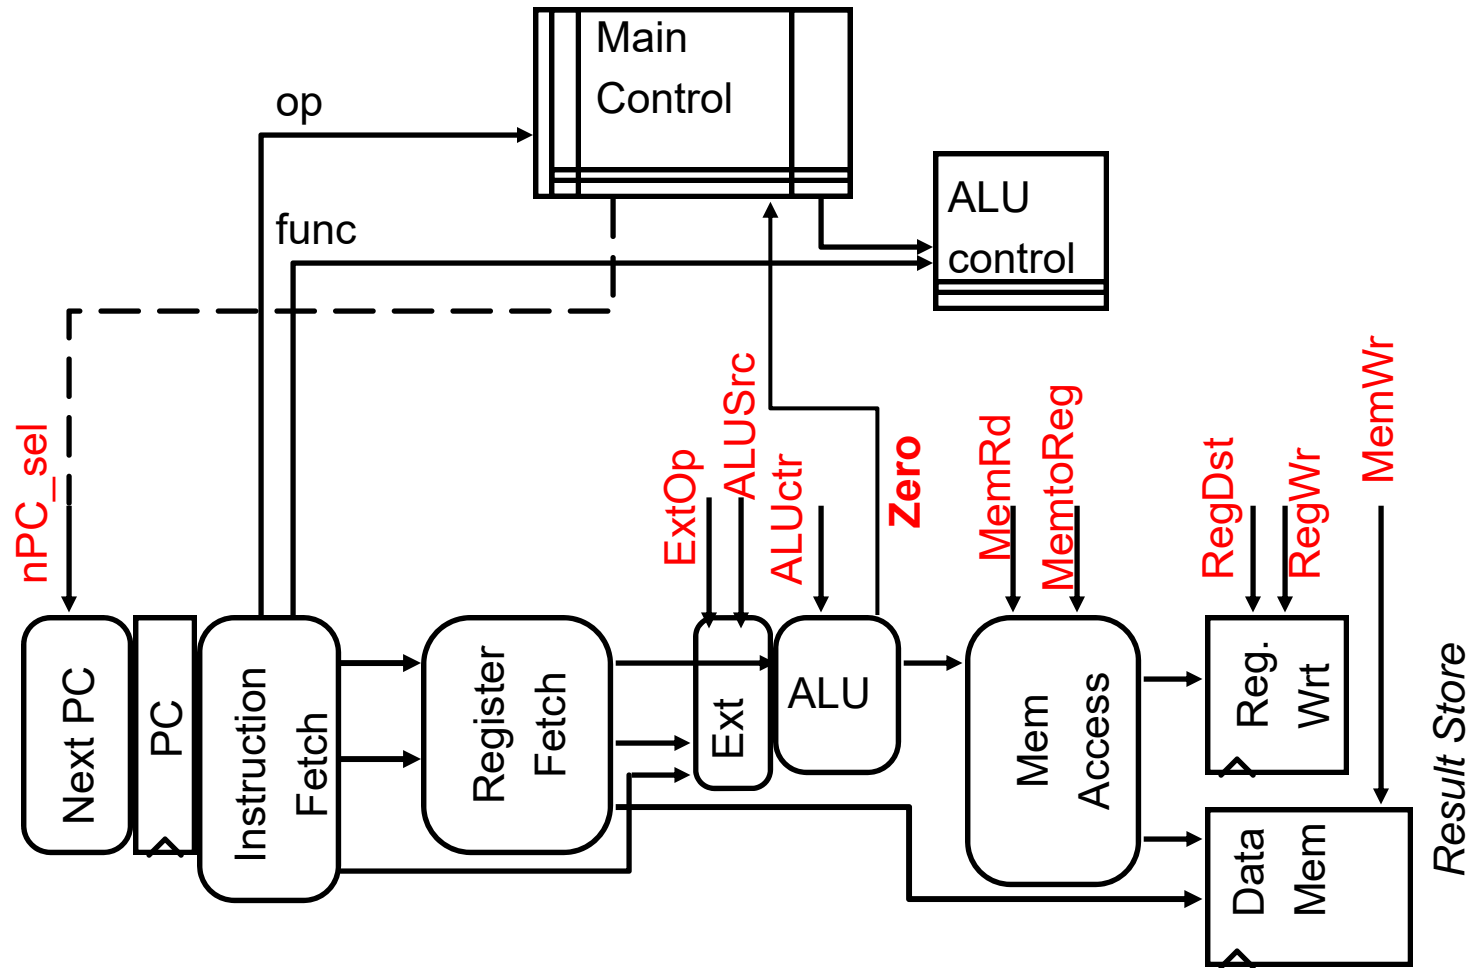 Main
Control
op
ALU
control
func
nPC_sel
ExtOp
ALUSrc
ALUctr
Zero
MemRd
MemtoReg
RegDst
RegWr
MemWr
Next PC
PC
Instruction
Fetch
Register
Fetch
Ext
ALU
Mem
Access
Reg.
Wrt
Data
Mem
Result Store